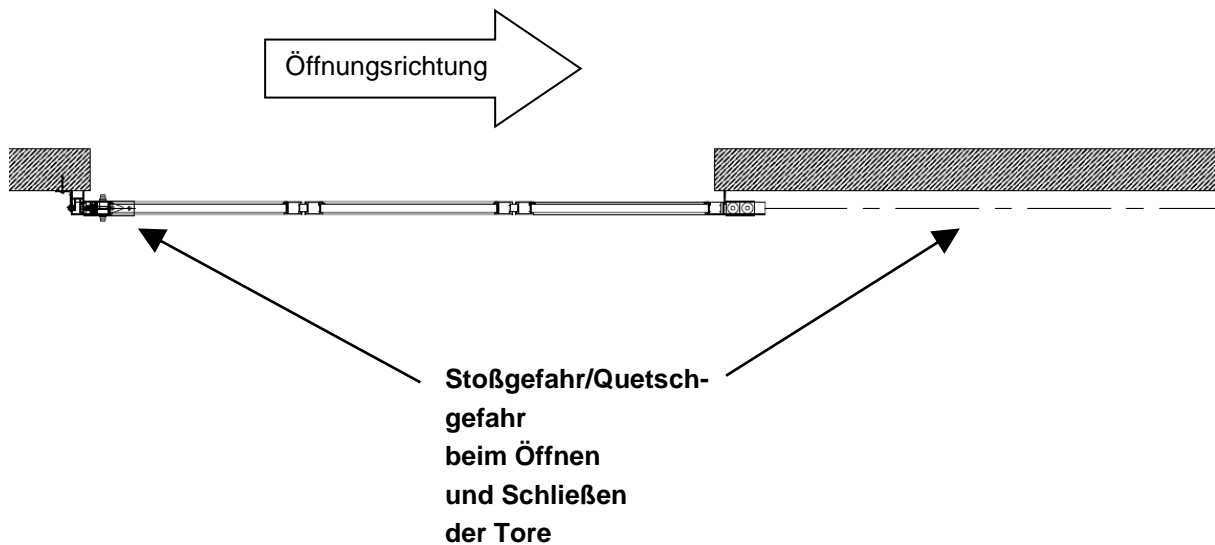 Öffnungsrichtung
Stoßgefahr/Quetsch-
gefahr
beim Öffnen
und Schließen
der Tore